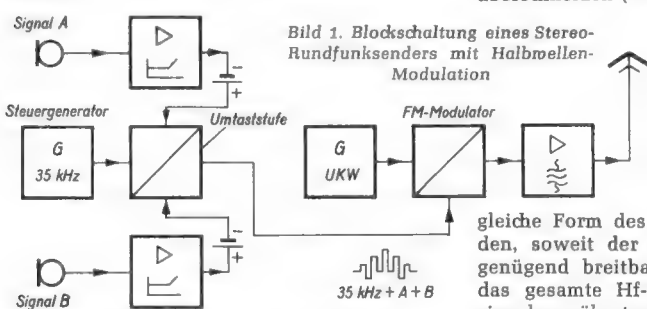 Signal A
Bild 1. Blockschaltung eines Stereo-
Rundfunksenders mit Halbwellen-
Modulation
Steuergenerator
G
35 kHz
Umtaststufe
-
+
-
+
G
UKW
FM-Modulator
35 kHz + A + B
Signal B
gleiche Form des
den, soweit der
genügend breitba
das gesamte Hf-